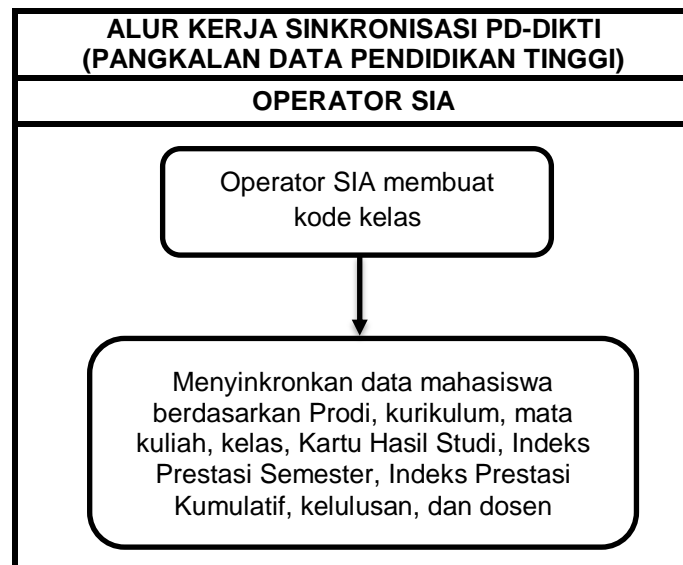 ALUR KERJA SINKRONISASI PD-DIKTI
(PANGKALAN DATA PENDIDIKAN TINGGI)
OPERATOR SIA
Operator SIA membuat
kode kelas
Menyinkronkan data mahasiswa
berdasarkan Prodi, kurikulum, mata
kuliah, kelas, Kartu Hasil Studi, Indeks
Prestasi Semester, Indeks Prestasi
Kumulatif, kelulusan, dan dosen